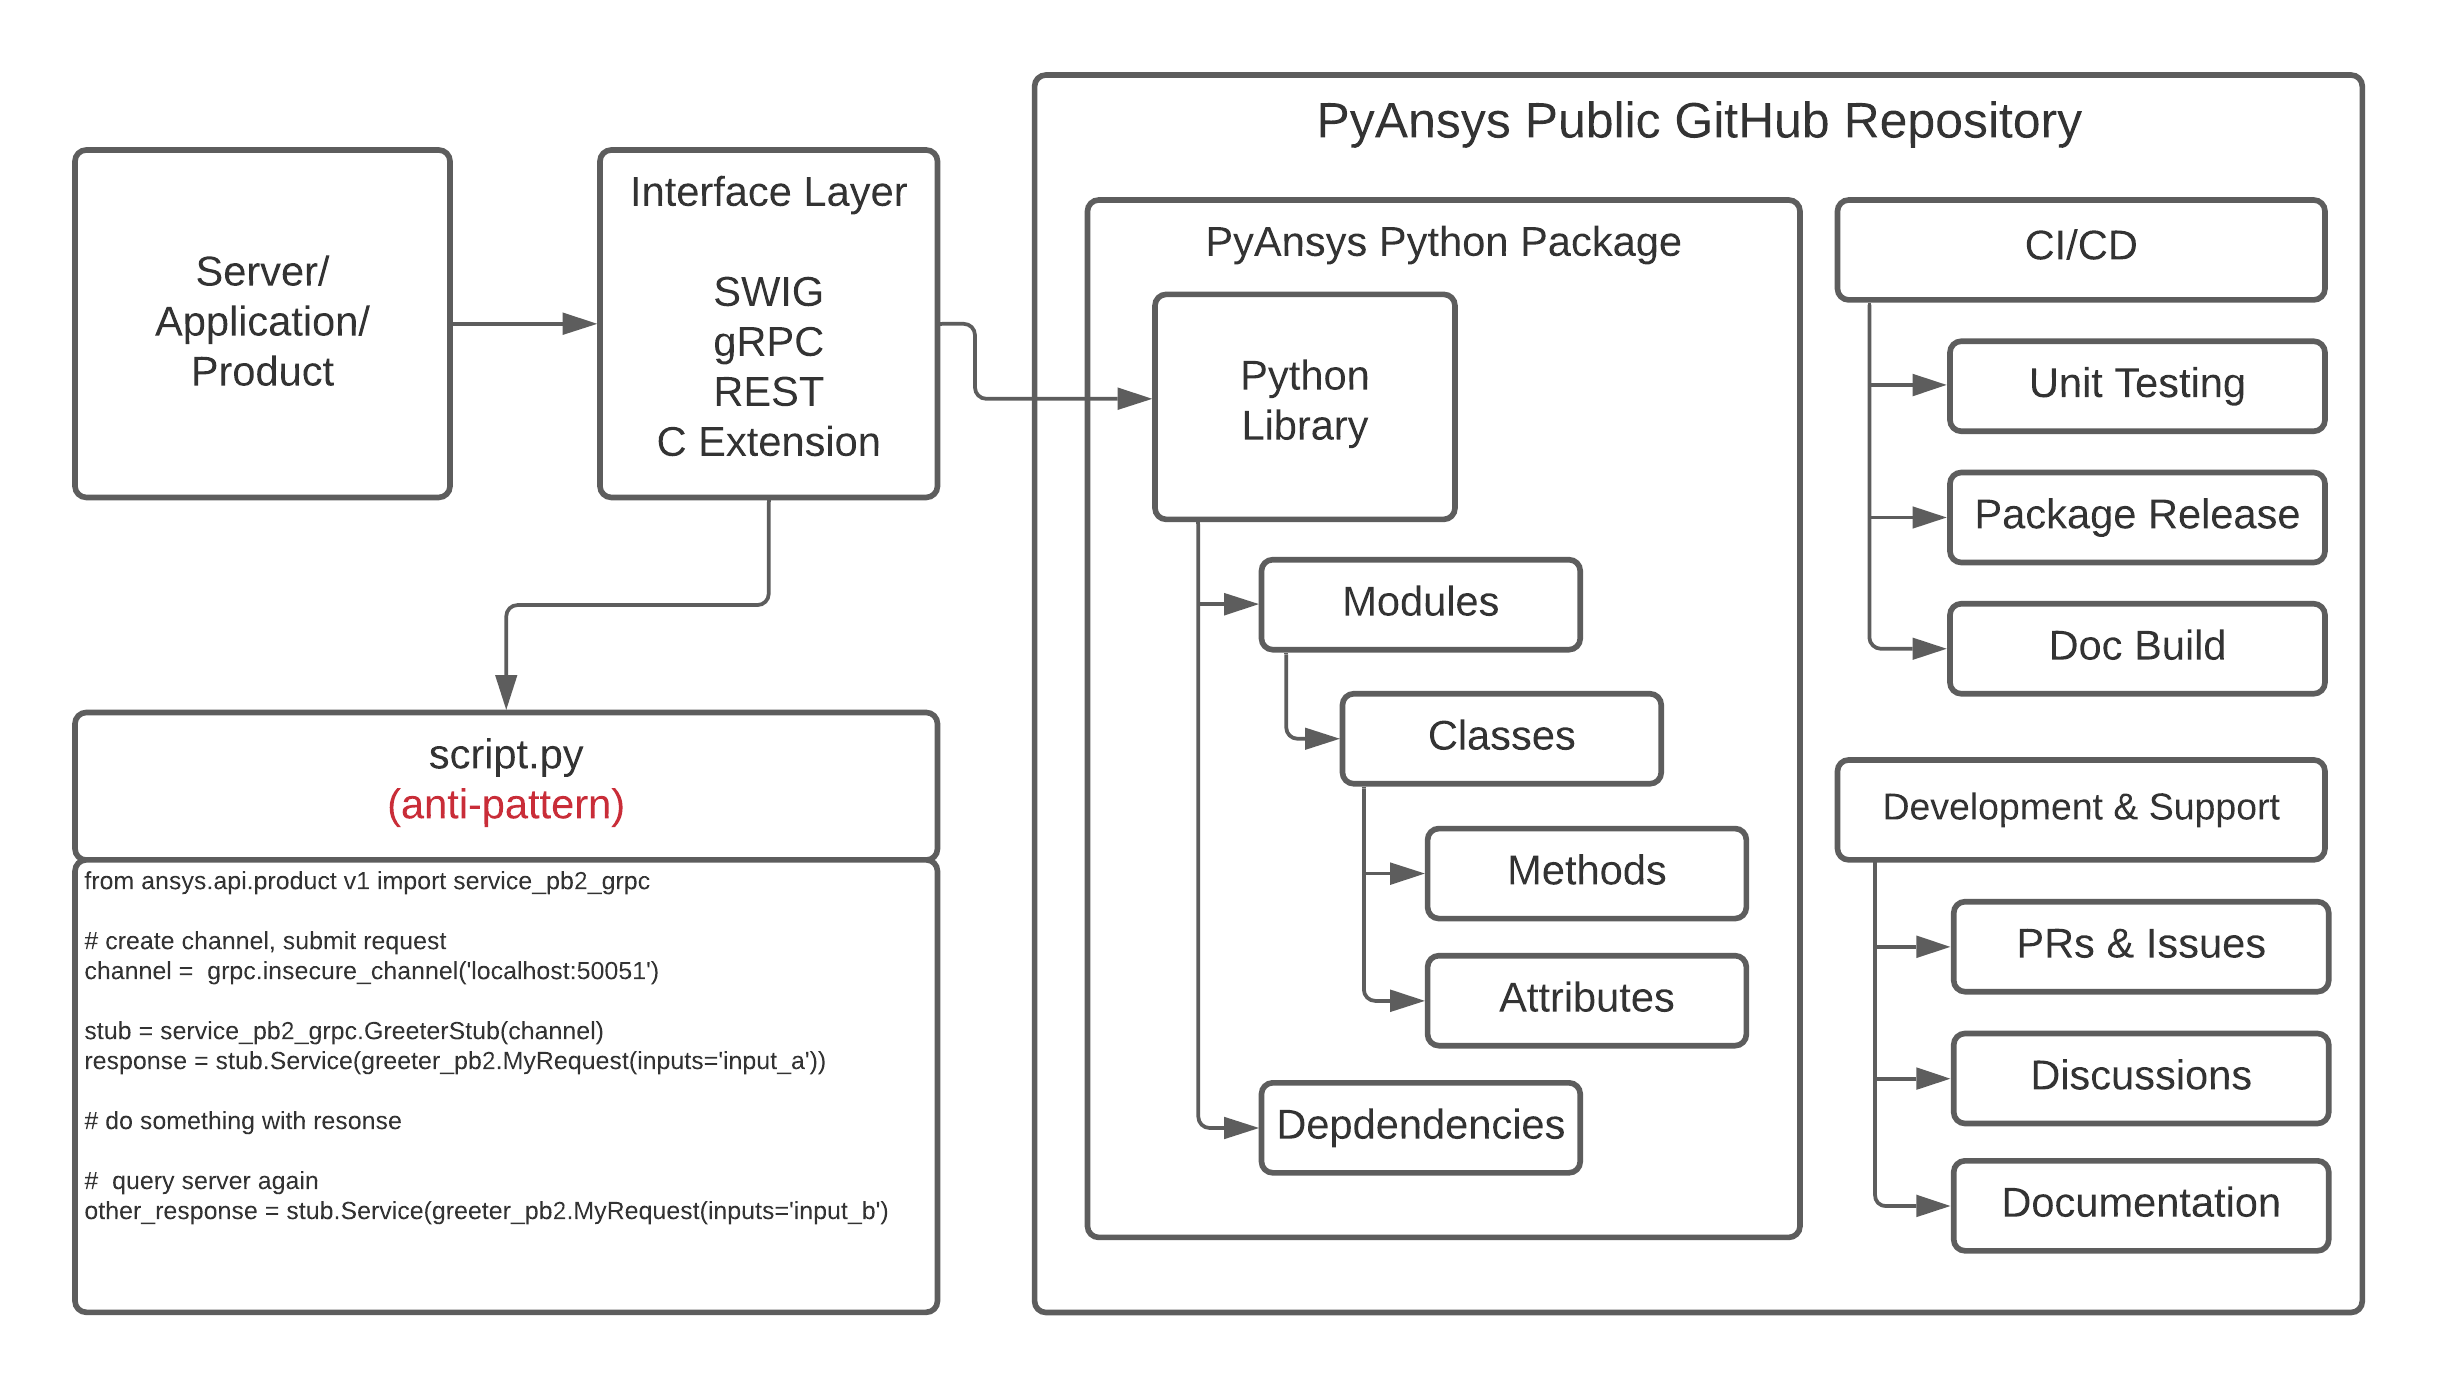 Server/
Application/
Product
Interface Layer
SWIG
gRPC
REST
C Extension
script.py
(anti-pattern)
from ansys.api.product v1 import service_pb2_grpc
# create channel, submit request
channel =  grpc.insecure_channel('localhost:50051')
stub = service_pb2_grpc.GreeterStub(channel)
response = stub.Service(greeter_pb2.MyRequest(inputs='input_a'))
# do something with resonse
#  query server again
other_response = stub.Service(greeter_pb2.MyRequest(inputs='input_b')
PyAnsys Public GitHub Repository
PyAnsys Python Package
Python
Library
Modules
Classes
Methods
Attributes
Depdendencies
CI/CD
Unit Testing
Package Release
Doc Build
Development & Support
PRs & Issues
Discussions
Documentation